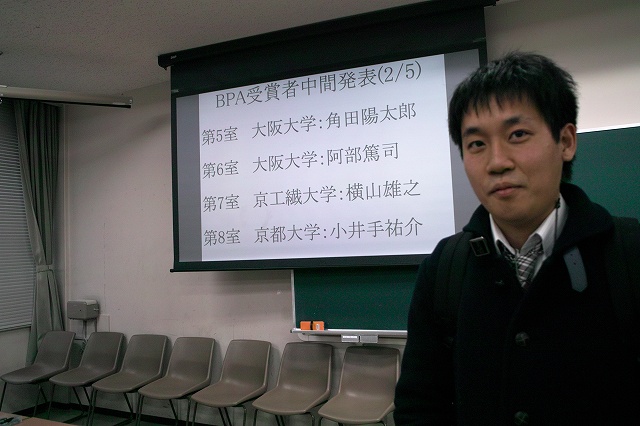 BPA受賞者中間発表(2/5)
第5室 大阪大学:角田陽太郎
第6室 大阪大学:阿部篤司
第7室 京工繊大学:横山雄之
第8室 京都大学:小井手祐介